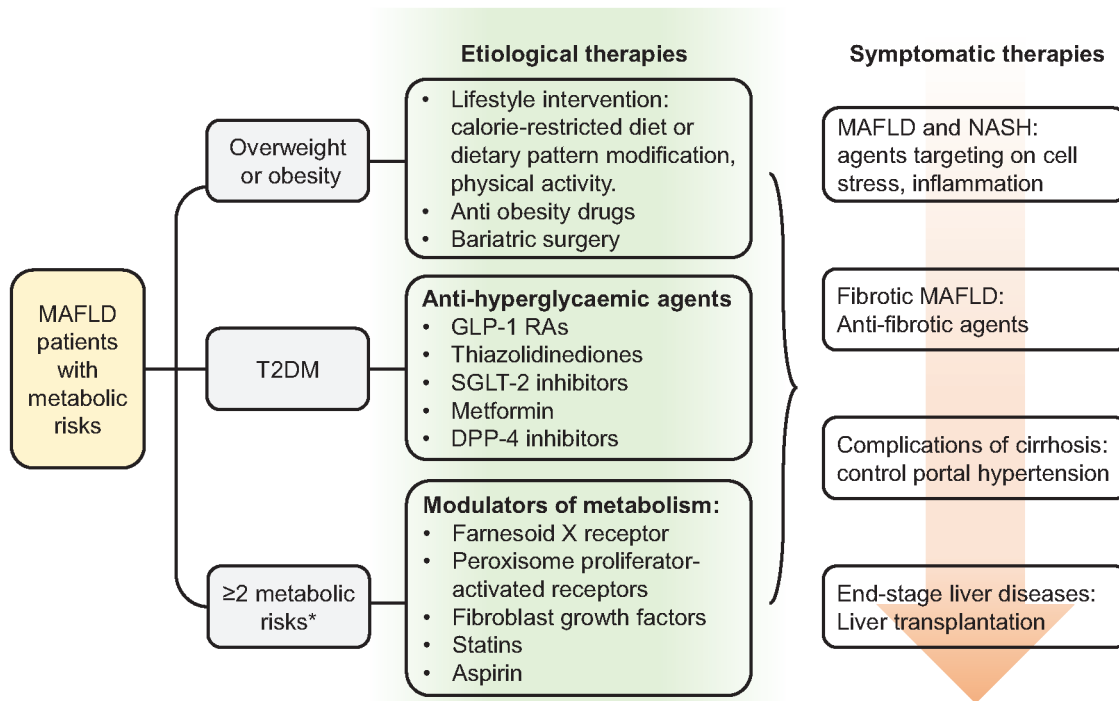 Etiological therapies
Symptomatic therapies
MAFLD
patients
with
metabolic
risks
Overweight
or obesity
• Lifestyle intervention:
calorie-restricted diet or
dietary pattern modification,
physical activity.
• Anti obesity drugs
• Bariatric surgery
T2DM
Anti-hyperglycaemic agents
• GLP-1 RAs
• Thiazolidinediones
• SGLT-2 inhibitors
• Metformin
• DPP-4 inhibitors
≥2 metabolic
risks*
Modulators of metabolism:
• Farnesoid X receptor
• Peroxisome proliferator-
activated receptors
• Fibroblast growth factors
• Statins
• Aspirin
MAFLD and NASH:
agents targeting on cell
stress, inflammation
Fibrotic MAFLD:
Anti-fibrotic agents
Complications of cirrhosis:
control portal hypertension
End-stage liver diseases:
Liver transplantation